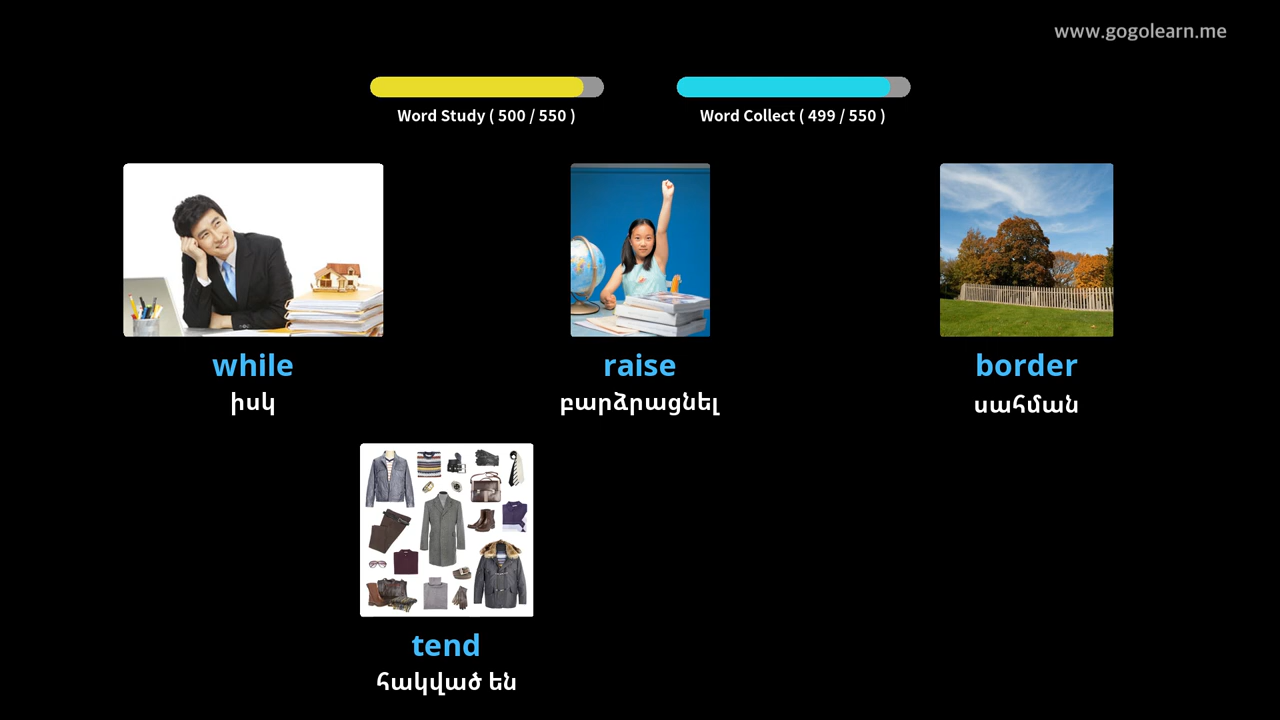 www.gogolearn.me
Word Study ( 500 / 550 )
Word Collect ( 499 / 550 )
while
իսկ
raise
բարձրացնել
border
սահման
tend
հակված են